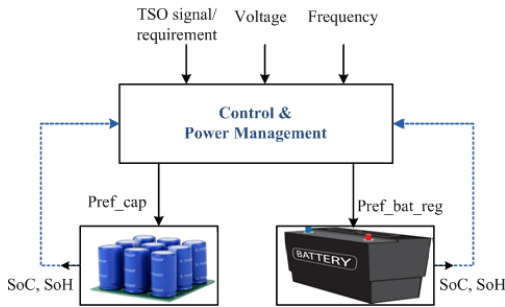 TSO signal/
requirement
Voltage
Frequency
Control &
Power Management
Pref_cap
Pref_bat_reg
BATTERY
SoC, SoH
SoC, SoH